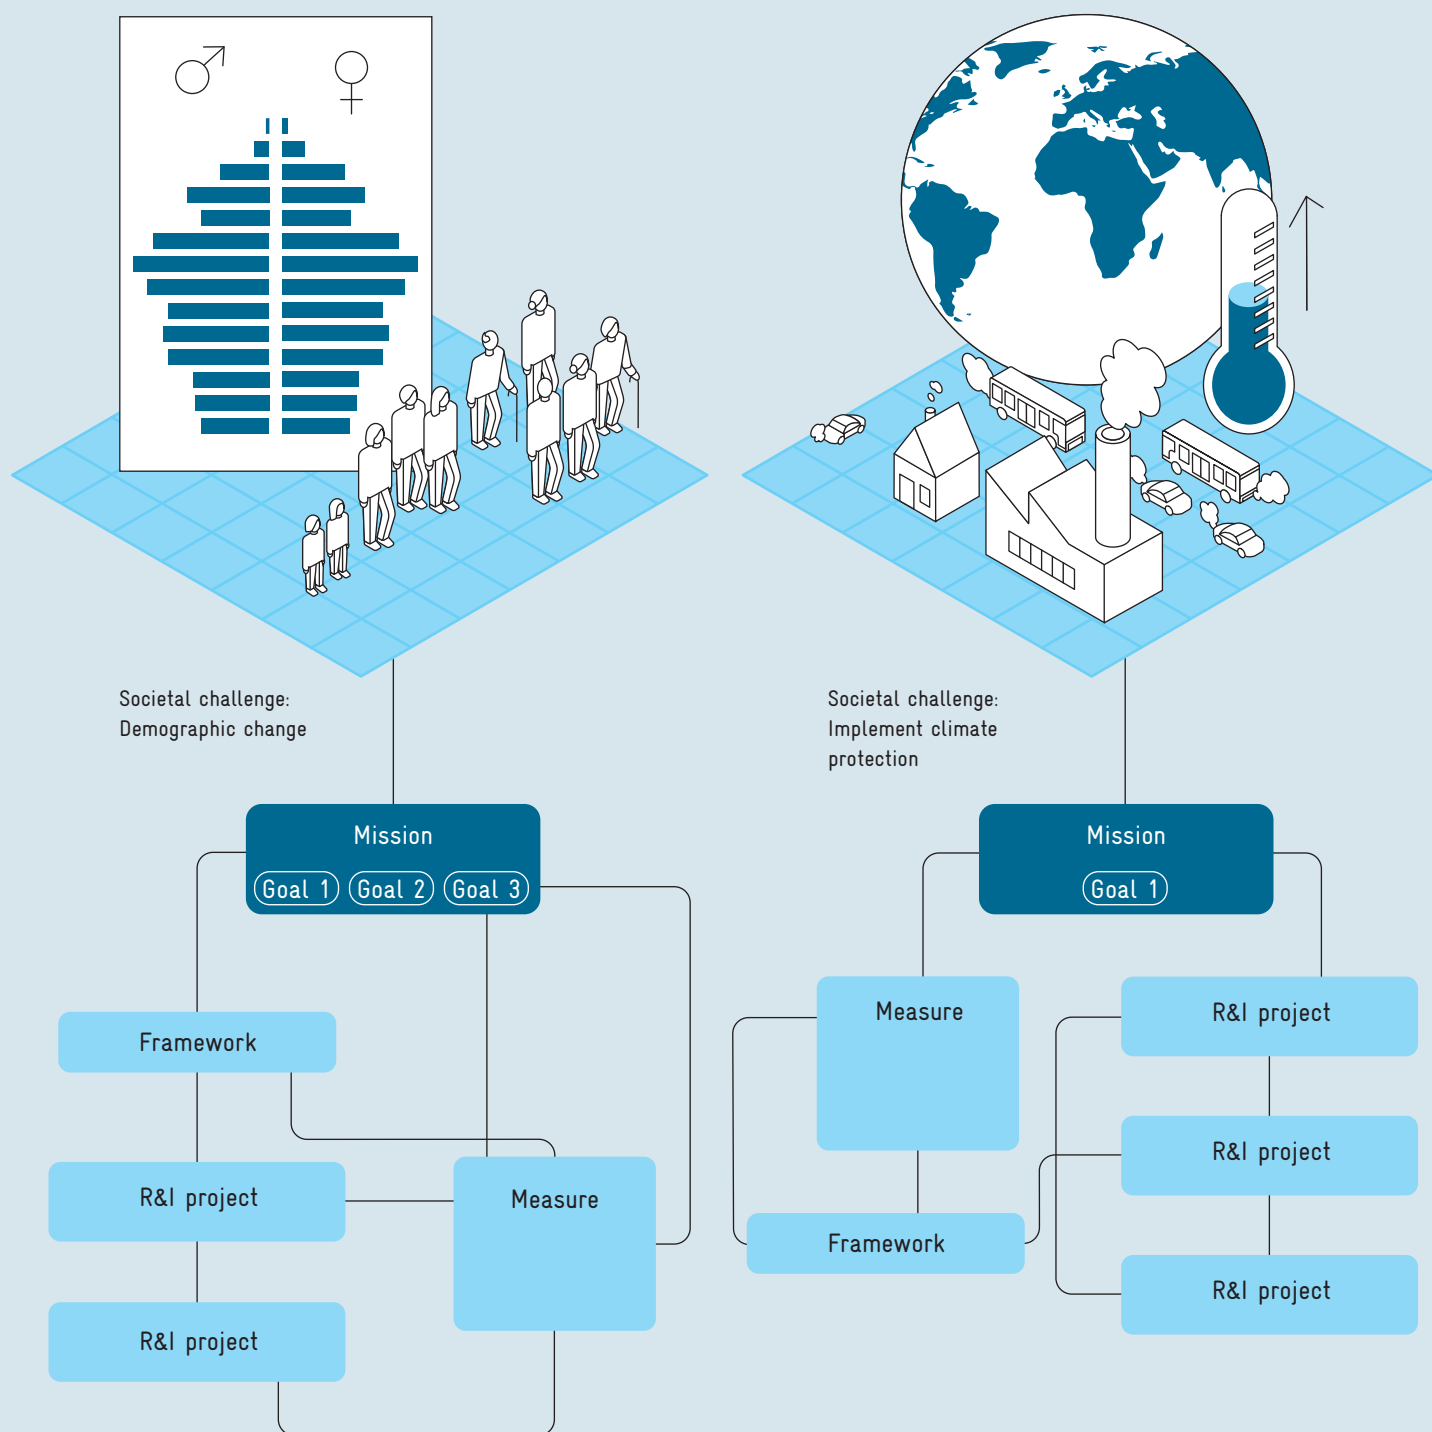 Societal challenge:
Demographic change
Mission
Goal 1 Goal 2 Goal 3
Framework
R&I project
Measure
R&I project
Societal challenge:
Implement climate
protection
Mission
Goal 1
Measure
R&I project
R&I project
Framework
R&I project